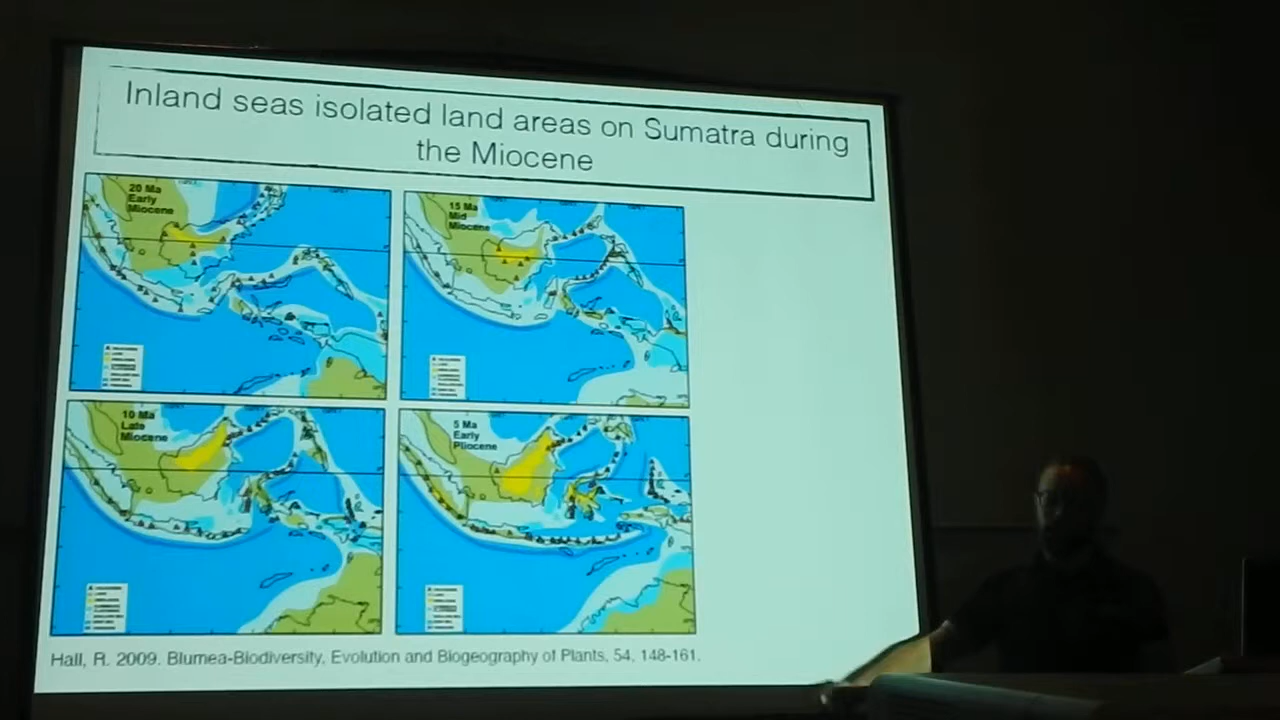 Inland seas isolated land areas on Sumatra during
the Miocene
20 Ma
Early
Miocene
15 Ma
Mid
Miocene
10 Ma
Late
Miocene
5 Ma
Early
Pliocene
Hall, R. 2009. Blumea-Biodiversity, Evolution and Biogeography of Plants, 54, 148-161.